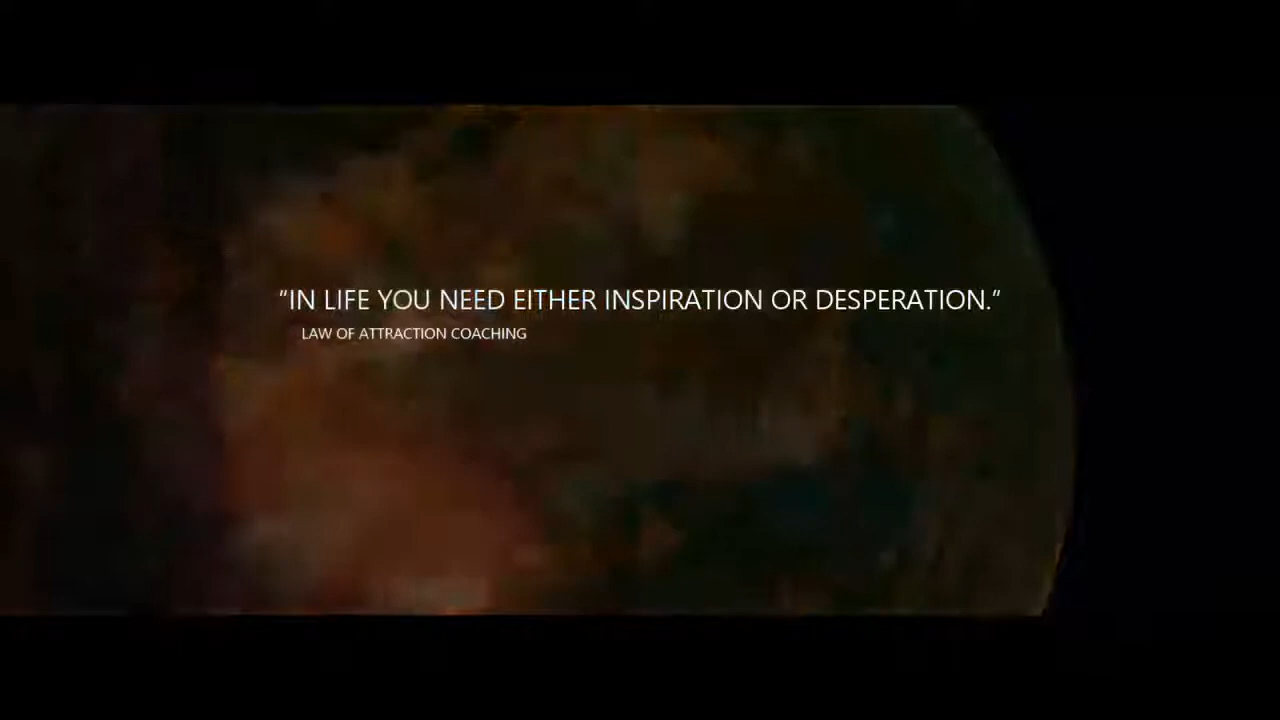 “IN LIFE YOU NEED EITHER INSPIRATION OR DESPERATION.”
LAW OF ATTRACTION COACHING